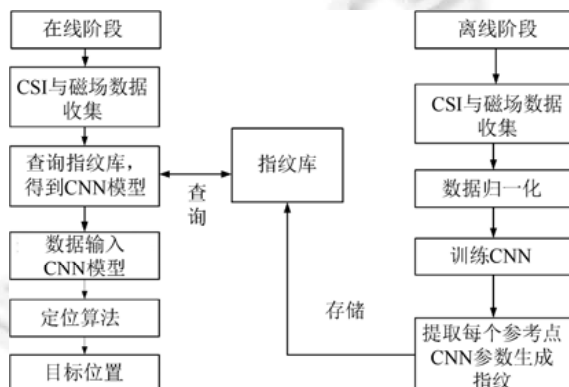 在线阶段
CSI与磁场数据
收集
查询指纹库，
得到CNN模型
数据输入
CNN模型
定位算法
目标位置
指纹库
查
询
存储
离线阶段
CSI与磁场数据
收集
数据归一化
训练CNN
提取每个参考点
CNN参数生成
指纹